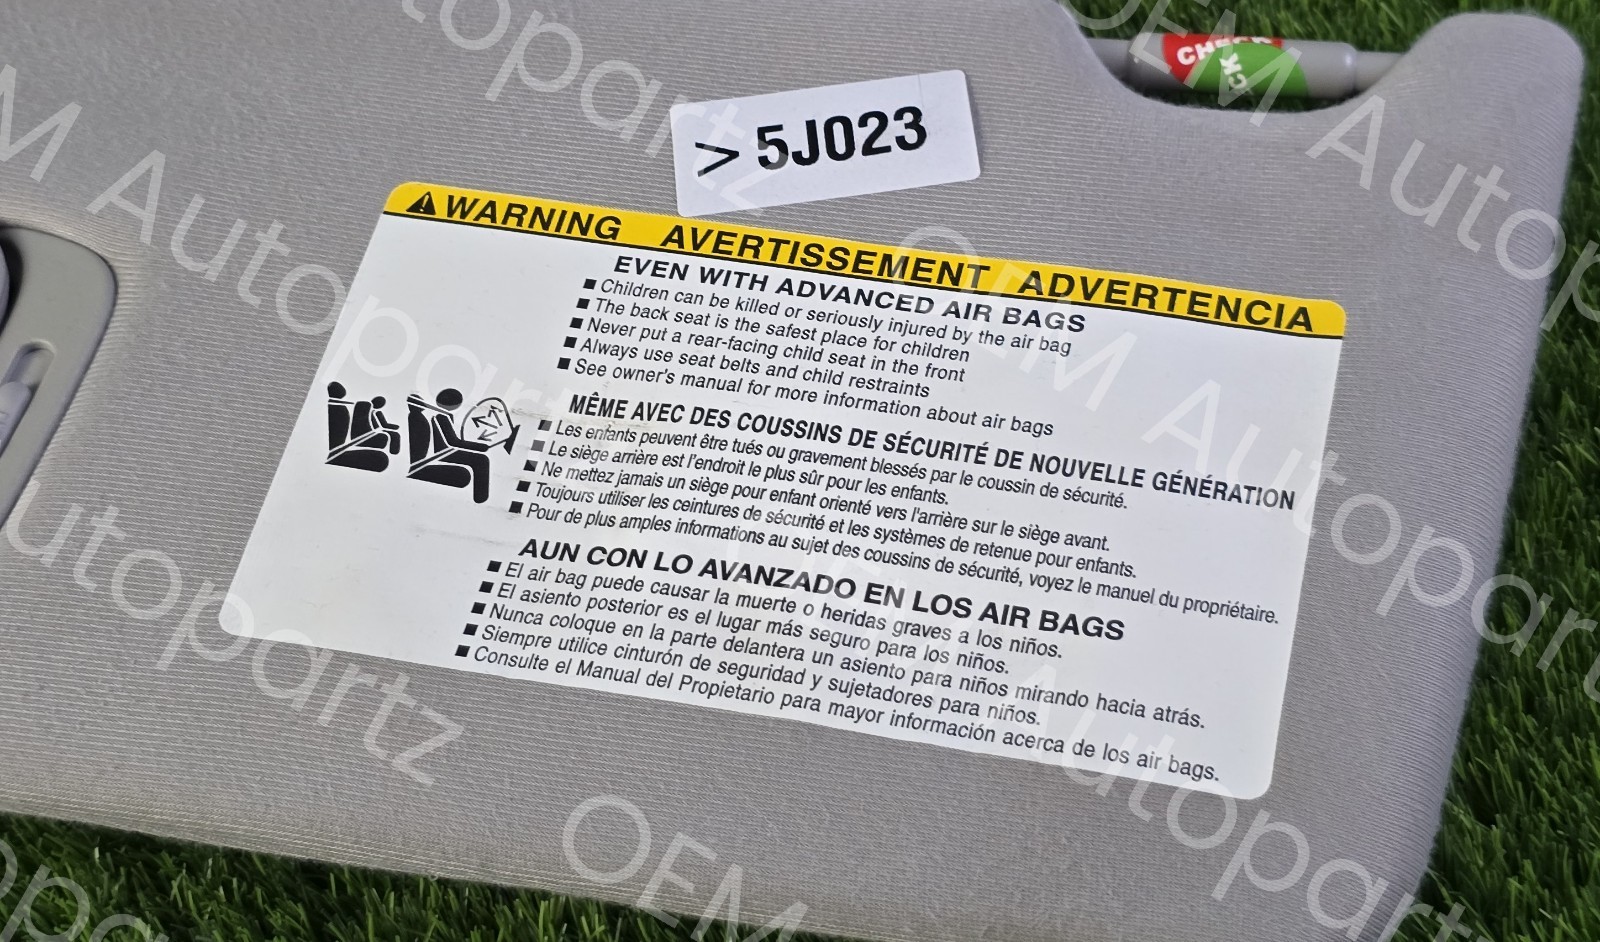 CHECK
CK
> 5J023
WARNING AVERTISSEMENT ADVERTENCIA
EVEN WITH ADVANCED AIR BAGS
■ Children can be killed or seriously injured by the air bag
■ The back seat is the safest place for children
■ Never put a rear-facing child seat in the front
■ Always use seat belts and child restraints
■ See owner's manual for more information about air bags
MÊME AVEC DES COUSSINS DE SÉCURITÉ DE NOUVELLE GÉNÉRATION
■ Les enfants peuvent être tués ou gravement blessés par le coussin de sécurité.
■ Le siège arrière est l'endroit le plus sûr pour les enfants.
■ Ne mettez jamais un siège pour enfant orienté vers l'arrière sur le siège avant.
■ Toujours utiliser les ceintures de sécurité et les systèmes de retenue pour enfants.
■ Pour de plus amples informations au sujet des coussins de sécurité, voyez le manuel du propriétaire.
AUN CON LO AVANZADO EN LOS AIR BAGS
■ El air bag puede causar la muerte o heridas graves a los niños.
■ El asiento posterior es el lugar más seguro para los niños.
■ Nunca coloque en la parte delantera un asiento para niños mirando hacia atrás.
■ Siempre utilice cinturón de seguridad y sujetadores para niños.
■ Consulte el Manual del Propietario para mayor información acerca de los air bags.
OEM Autopartz